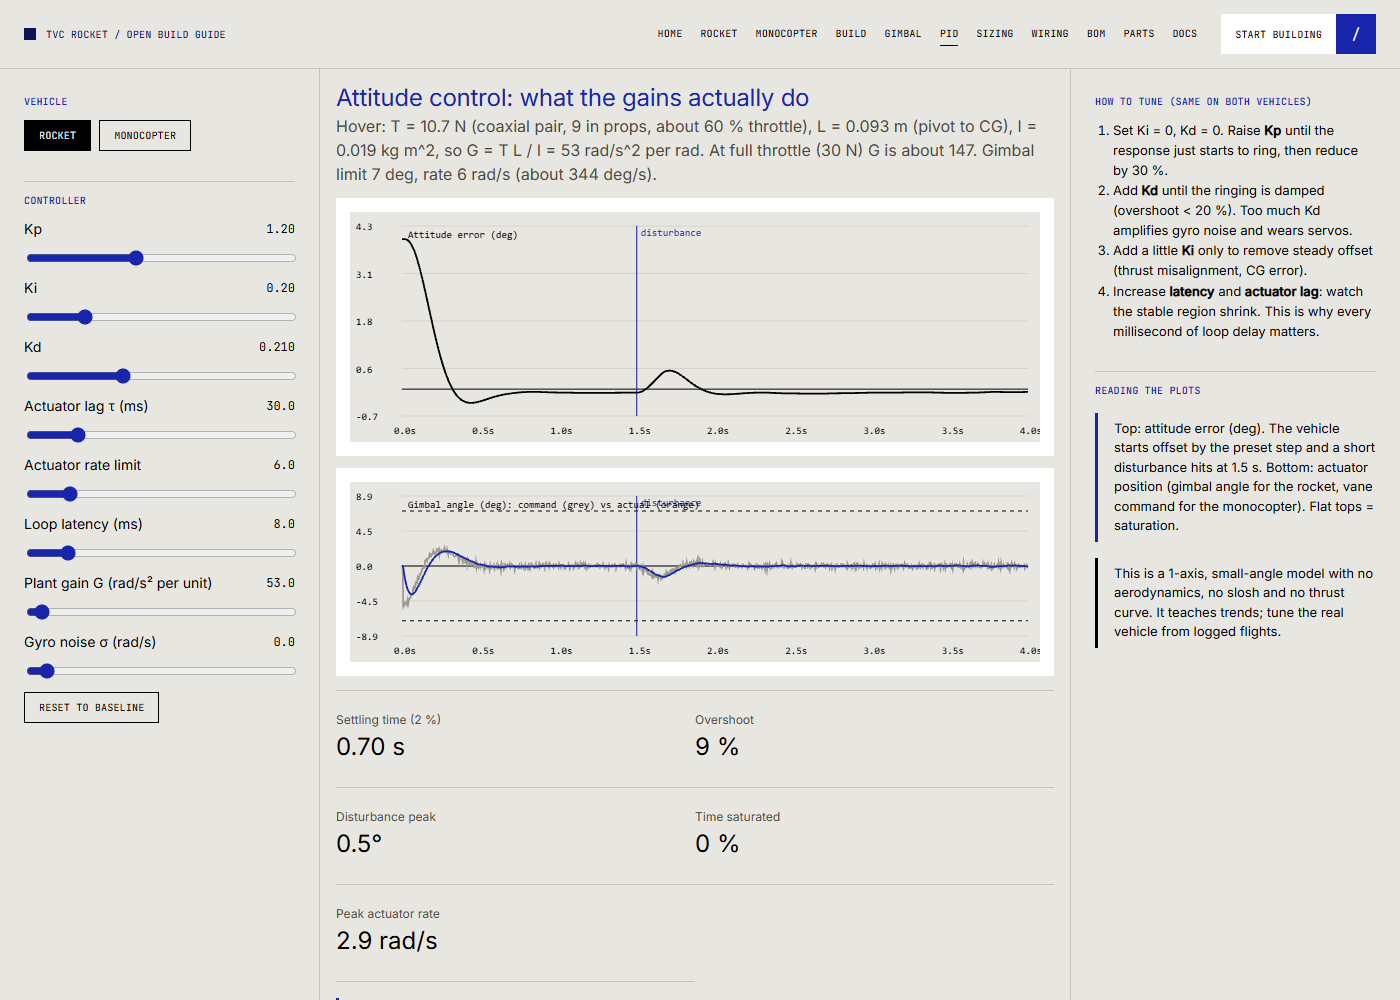 TVC ROCKET / OPEN BUILD GUIDE
HOME ROCKET MONOCOPTER BUILD GIMBAL PID SIZING WIRING BOM PARTS DOCS
START BUILDING /
VEHICLE
ROCKET MONOCOPTER
CONTROLLER
Kp 1.20
Ki 0.20
Kd 0.210
Actuator lag τ (ms) 30.0
Actuator rate limit 6.0
Loop latency (ms) 8.0
Plant gain G (rad/s² per unit) 53.0
Gyro noise σ (rad/s) 0.0
RESET TO BASELINE
Attitude control: what the gains actually do
Hover: T = 10.7 N (coaxial pair, 9 in props, about 60 % throttle), L = 0.093 m (pivot to CG), I =
0.019 kg m^2, so G = T L / I = 53 rad/s^2 per rad. At full throttle (30 N) G is about 147. Gimbal
limit 7 deg, rate 6 rad/s (about 344 deg/s).
Attitude error (deg)
disturbance
4.3
3.1
1.8
0.6
-0.7
0.0s 0.5s 1.0s 1.5s 2.0s 2.5s 3.0s 3.5s 4.0s
Gimbal angle (deg): command (grey) vs actual (orange)
disturbance
8.9
4.5
0.0
-4.5
-8.9
0.0s 0.5s 1.0s 1.5s 2.0s 2.5s 3.0s 3.5s 4.0s
Settling time (2 %)
0.70 s
Overshoot
9 %
Disturbance peak
0.5°
Time saturated
0 %
Peak actuator rate
2.9 rad/s
HOW TO TUNE (SAME ON BOTH VEHICLES)
1. Set Ki = 0, Kd = 0. Raise Kp until the
response just starts to ring, then reduce
by 30 %.
2. Add Kd until the ringing is damped
(overshoot < 20 %). Too much Kd
amplifies gyro noise and wears servos.
3. Add a little Ki only to remove steady offset
(thrust misalignment, CG error).
4. Increase latency and actuator lag: watch
the stable region shrink. This is why every
millisecond of loop delay matters.
READING THE PLOTS
Top: attitude error (deg). The vehicle
starts offset by the preset step and a short
disturbance hits at 1.5 s. Bottom: actuator
position (gimbal angle for the rocket, vane
command for the monocopter). Flat tops =
saturation.
This is a 1-axis, small-angle model with no
aerodynamics, no slosh and no thrust
curve. It teaches trends; tune the real
vehicle from logged flights.